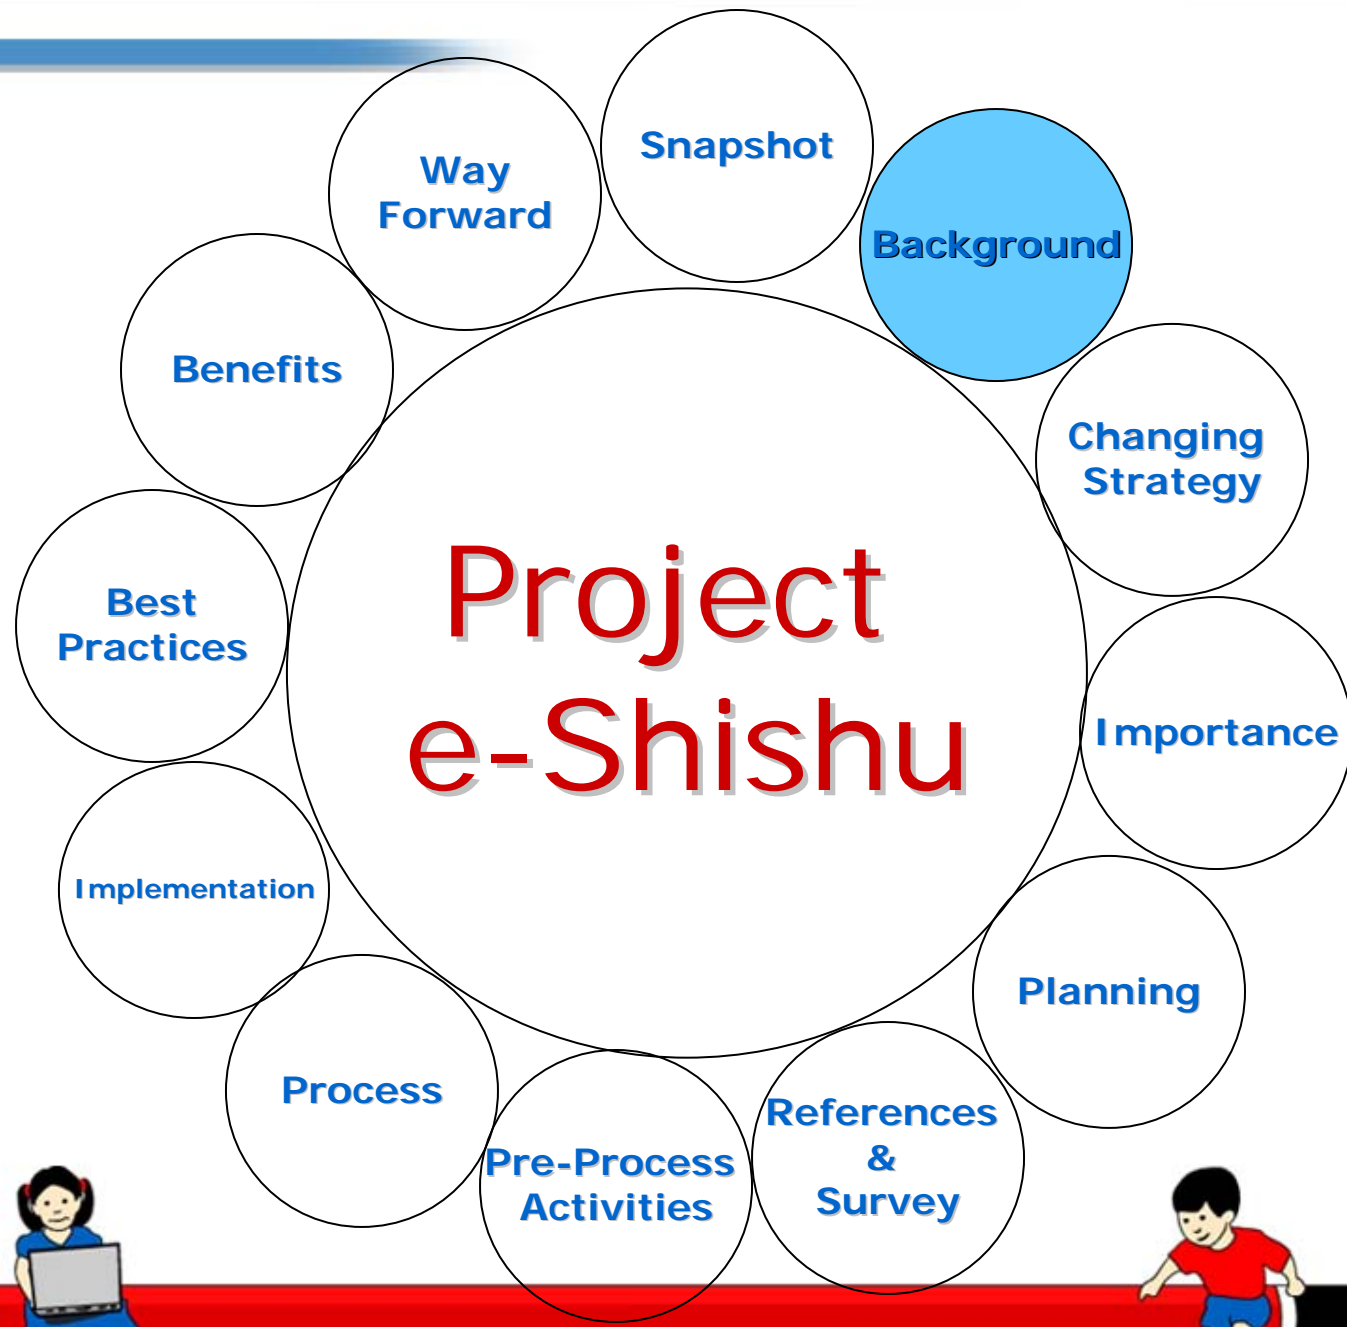 Snapshot
Background
Changing
Strategy
Importance
Planning
References
&
Survey
Pre-Process
Activities
Process
Implementation
Best
Practices
Benefits
Way
Forward
Project
e-Shishu